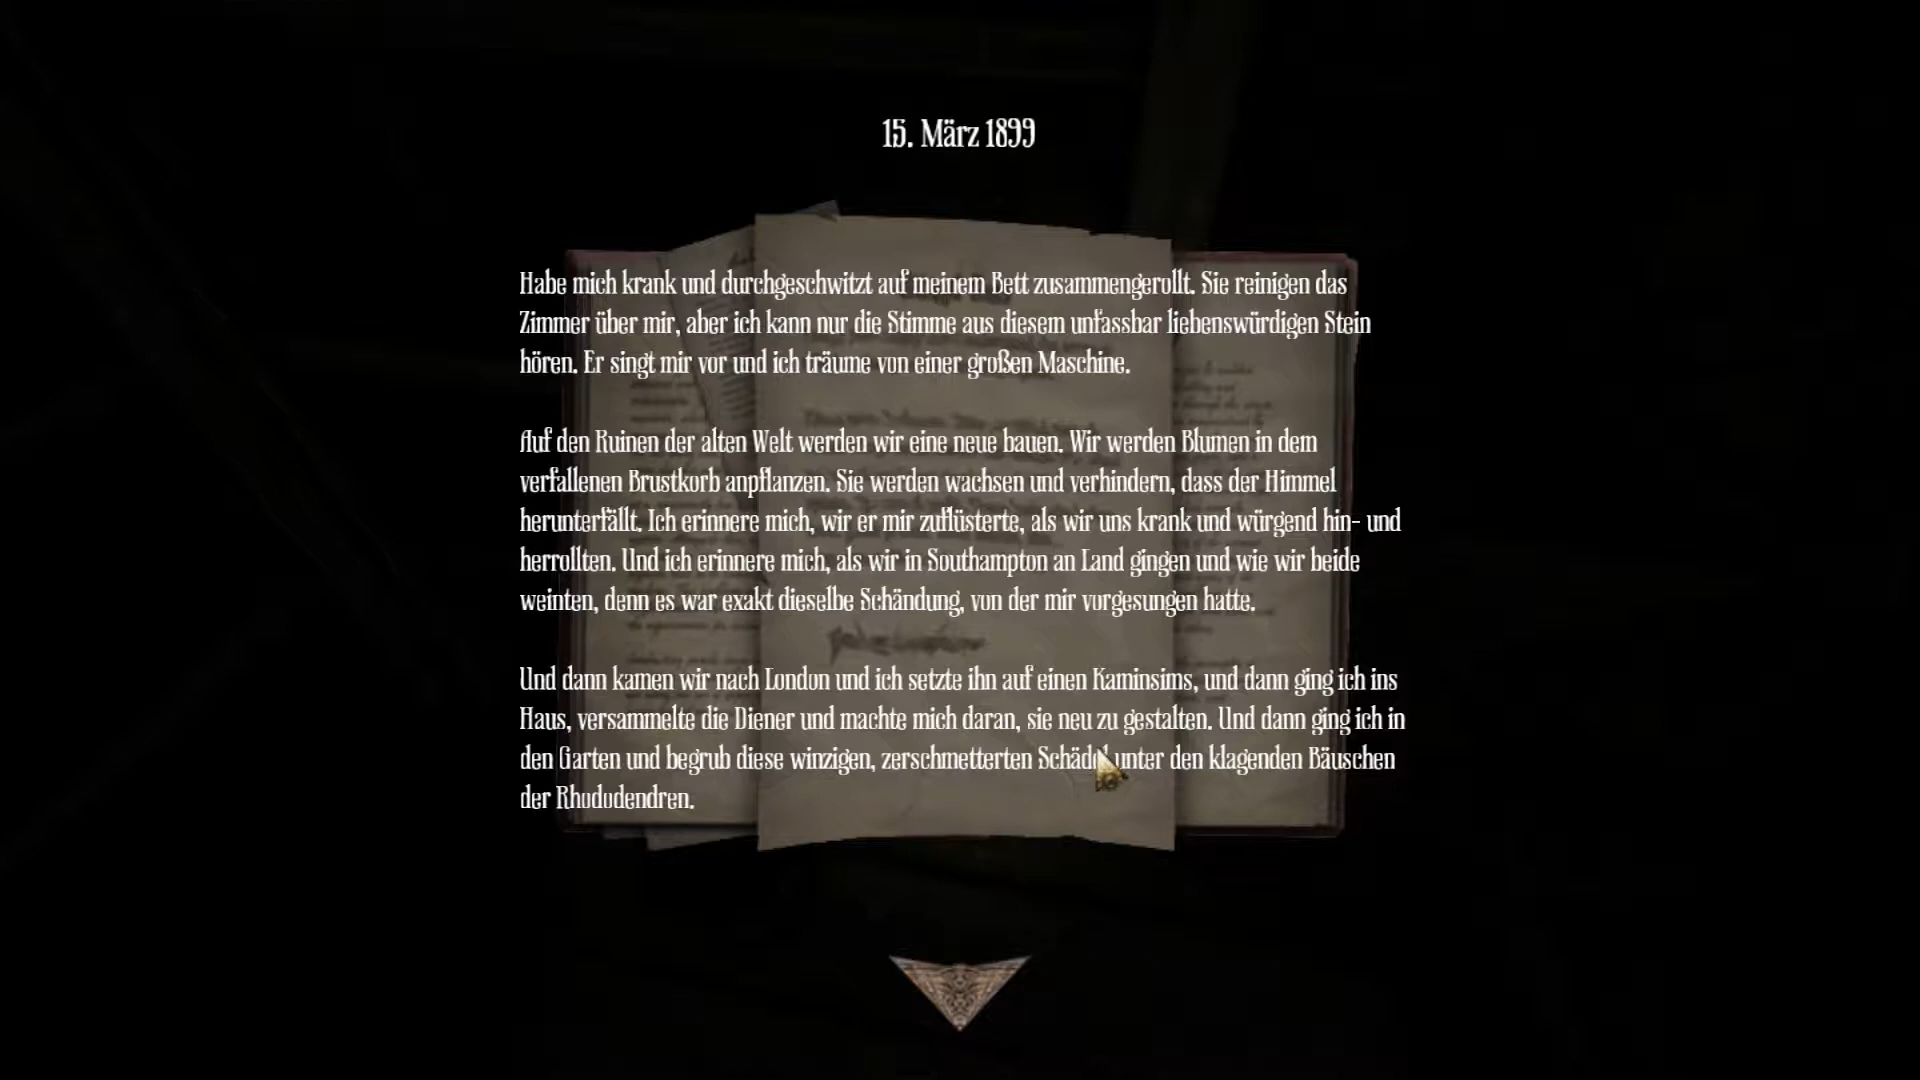 15. März 1899
Habe mich krank und durchgeschwitzt auf meinem Bett zusammengerollt. Sie reinigen das
Zimmer über mir, aber ich kann nur die Stimme aus diesem unfassbar liebenswürdigen Stein
hören. Er singt mir vor und ich träume von einer großen Maschine.
Auf den Ruinen der alten Welt werden wir eine neue bauen. Wir werden Blumen in dem
verfallenen Brustkorb anpflanzen. Sie werden wachsen und verhindern, dass der Himmel
herunterfällt. Ich erinnere mich, wir er mir zuflüsterte, als wir uns krank und würgend hin- und
herrollten. Und ich erinnere mich, als wir in Southampton an Land gingen und wie wir beide
weinten, denn es war exakt dieselbe Schändung, von der mir vorgesungen hatte.
Und dann kamen wir nach London und ich setzte ihn auf einen Kaminsims, und dann ging ich ins
Haus, versammelte die Diener und machte mich daran, sie neu zu gestalten. Und dann ging ich in
den Garten und begrub diese winzigen, zerschmetterten Schädel unter den klagenden Bäuschen
der Rhododendren.